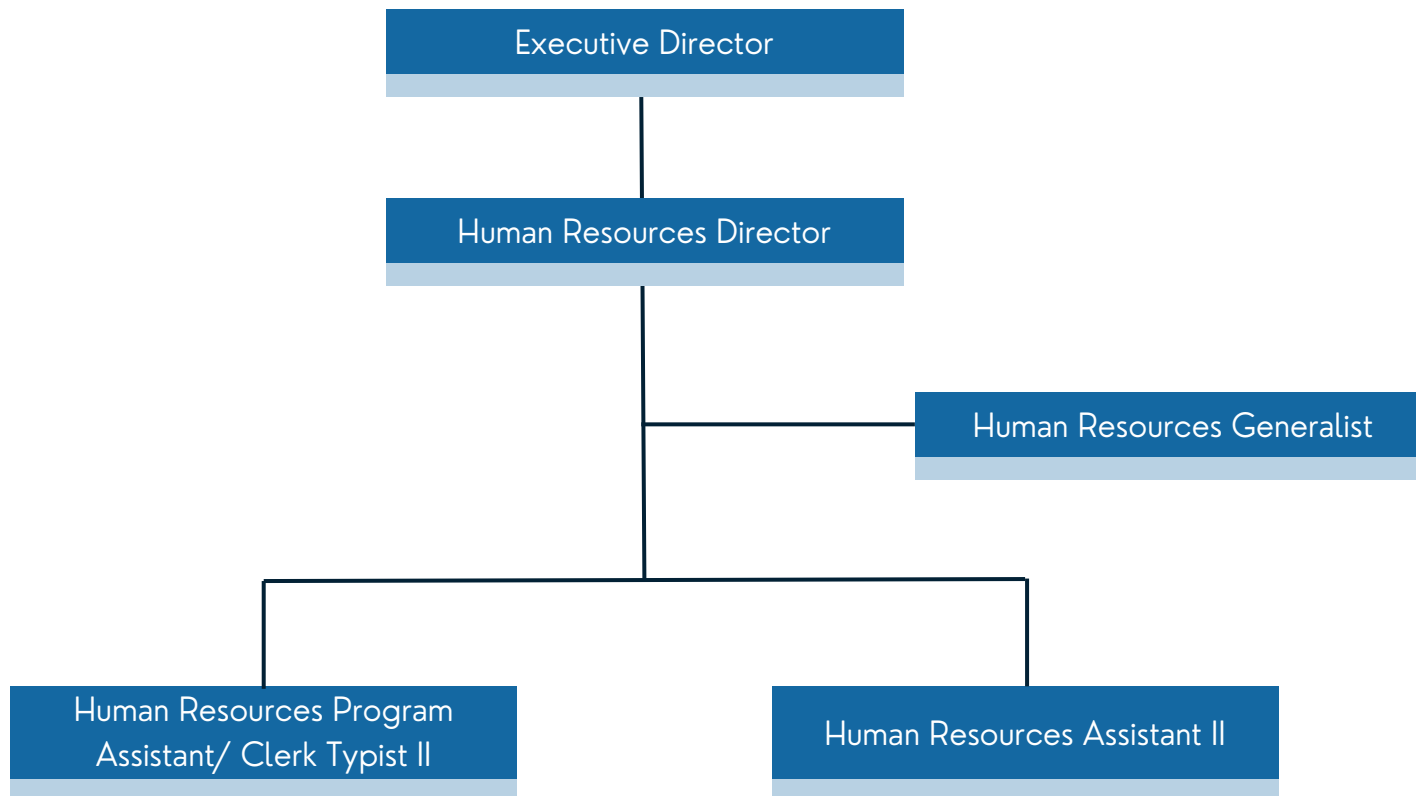 Executive Director
Human Resources Director
Human Resources Generalist
Human Resources Program
Assistant/ Clerk Typist II
Human Resources Assistant II